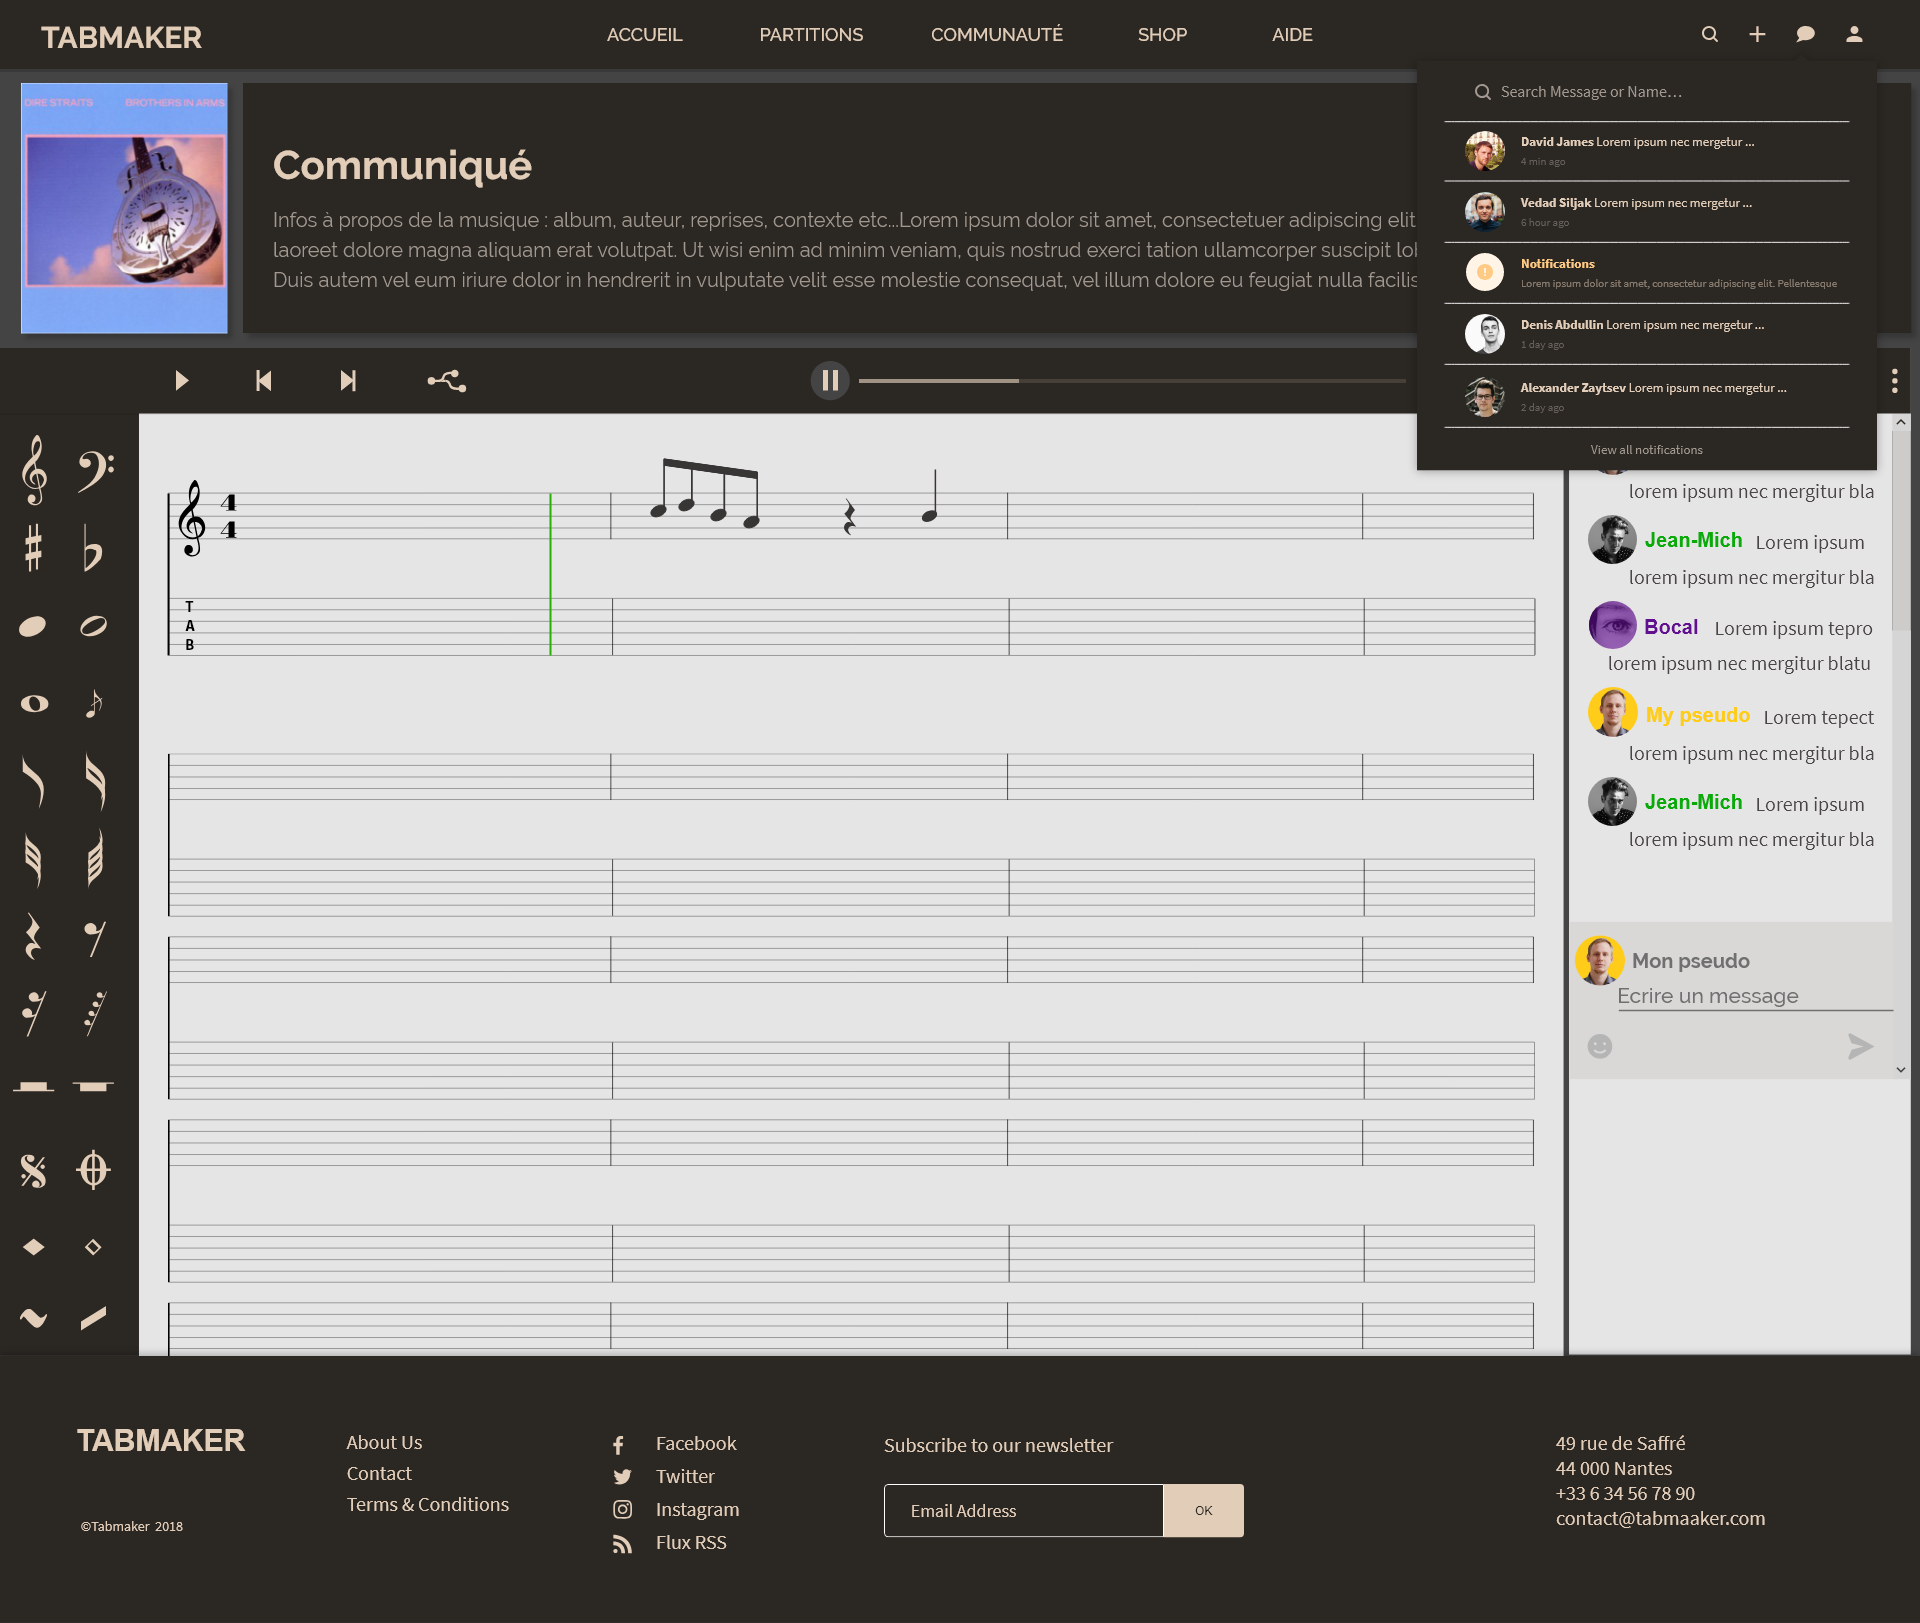 TABMAKER
ACCUEIL PARTITIONS COMMUNAUTÉ SHOP AIDE
DIRE STRAITS BROTHERS IN ARMS
Communiqué
Infos à propos de la musique : album, auteur, reprises, contexte etc...Lorem ipsum dolor sit amet, consectetuer adipiscing elit
laoreet dolore magna aliquam erat volutpat. Ut wisi enim ad minim veniam, quis nostrud exerci tation ullamcorper suscipit
Duis autem vel eum iriure dolor in hendrerit in vulputate velit esse molestie consequat, vel illum dolore eu feugiat nulla
Search Message or Name...
David James Lorem ipsum nec mergetur ...
4 min ago
Vedad Siljak Lorem ipsum nec mergetur ...
6 hour ago
Notifications
Lorem ipsum dolor sit amet, consectetur adipiscing elit. Pellentesque
Denis Abdullin Lorem ipsum nec mergetur ...
1 day ago
Alexander Zaytsev Lorem ipsum nec mergetur ...
2 day ago
View all notifications
4
4
T
A
B
lorem ipsum nec mergitur bla
Jean-Mich Lorem ipsum
lorem ipsum nec mergitur bla
Bocal Lorem ipsum tepro
lorem ipsum nec mergitur blatu
My pseudo Lorem tepect
lorem ipsum nec mergitur bla
Jean-Mich Lorem ipsum
lorem ipsum nec mergitur bla
Mon pseudo
Ecrire un message
TABMAKER
©Tabmaker 2018
About Us
Contact
Terms & Conditions
Facebook
Twitter
Instagram
Flux RSS
Subscribe to our newsletter
Email Address OK
49 rue de Saffré
44 000 Nantes
+33 6 34 56 78 90
contact@tabmaaker.com